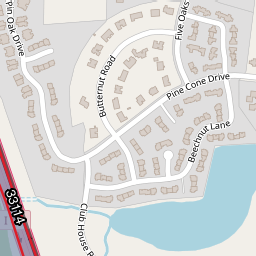 Pin Oak Drive
Butternut Road
Five Oaks
Pine Cone Drive
Beechnut Lane
Club House R
33114